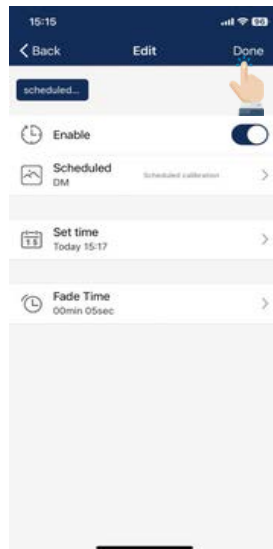 15:15
66
Back Edit Done
scheduled...
Enable
Scheduled
DM
Scheduled calibration
Set time
Today 15:17
Fade Time
00min 05sec